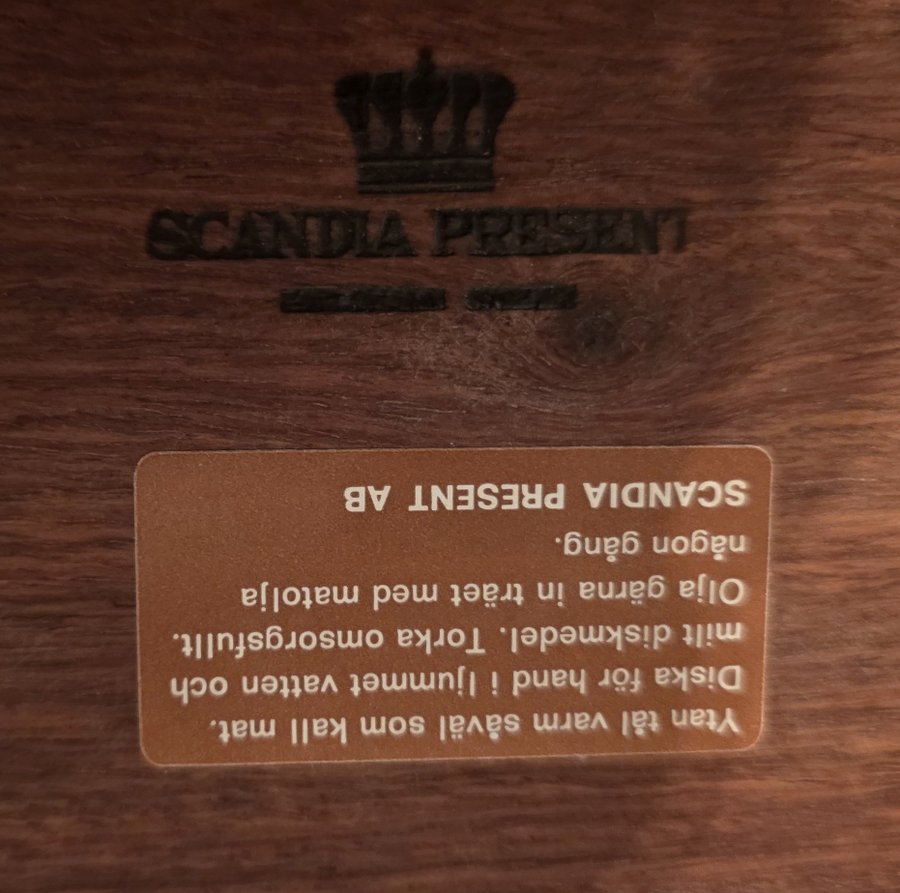 SCANDIA PRESENT
Ytan tål varm såväl som kall mat.
Diska för hand i ljummet vatten och
milt diskmedel. Torka omsorgsfullt.
Olja gärna in träet med matolja
någon gång.
SCANDIA PRESENT AB